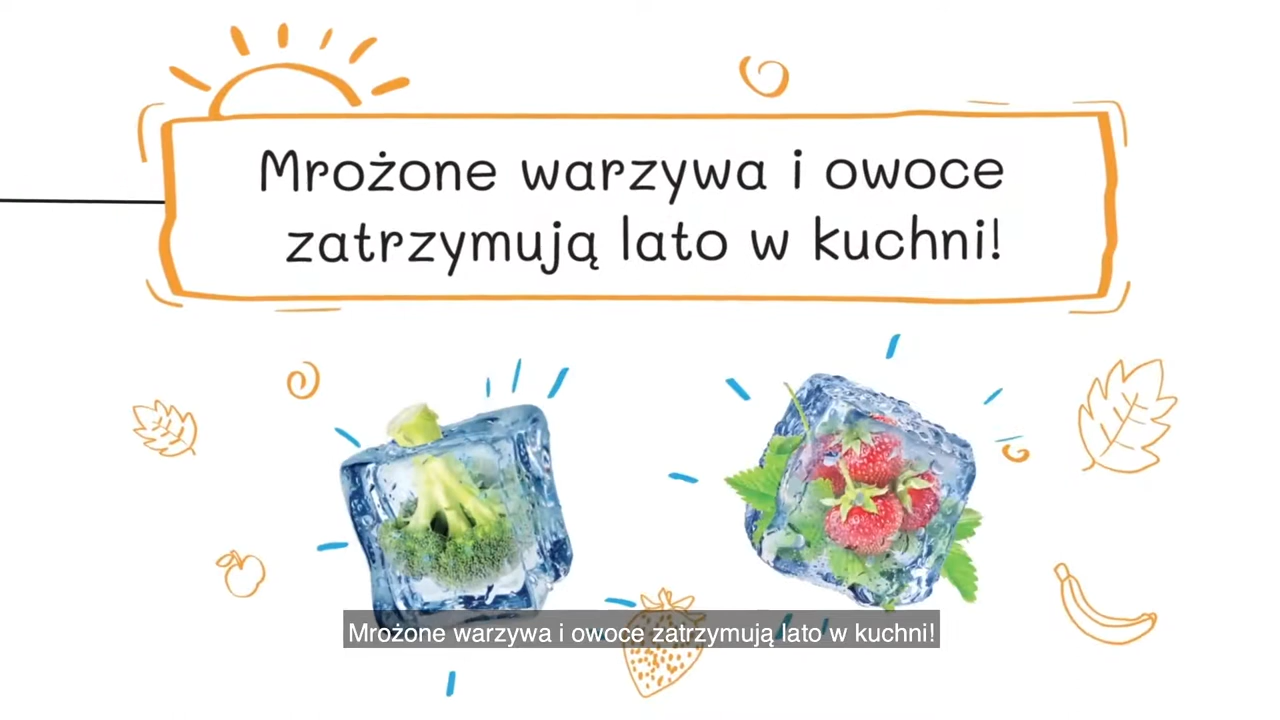 Mrożone warzywa i owoce
zatrzymują lato w kuchni!
Mrożone warzywa i owoce zatrzymują lato w kuchni!